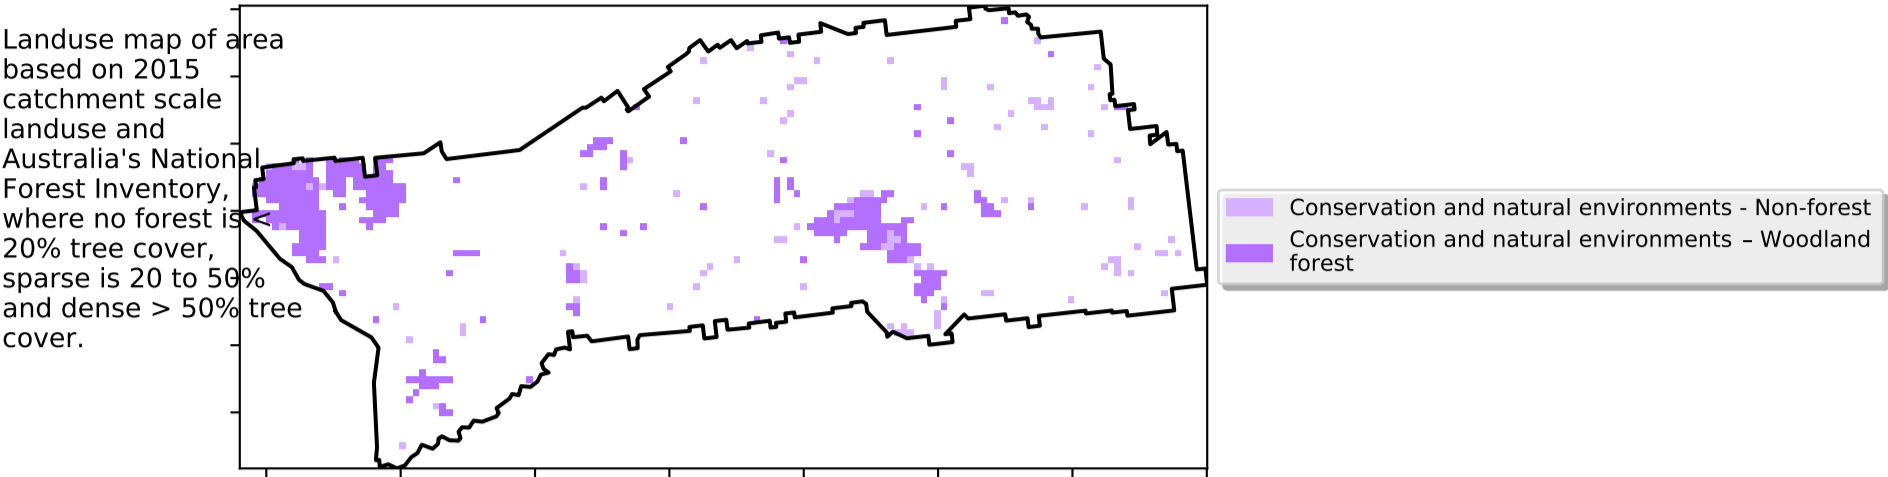 Landuse map of area
based on 2015
catchment scale
landuse and
Australia's National
Forest Inventory,
where no forest is <
20% tree cover,
sparse is 20 to 50%
and dense > 50% tree
cover.
Conservation and natural environments - Non-forest
Conservation and natural environments – Woodland
forest